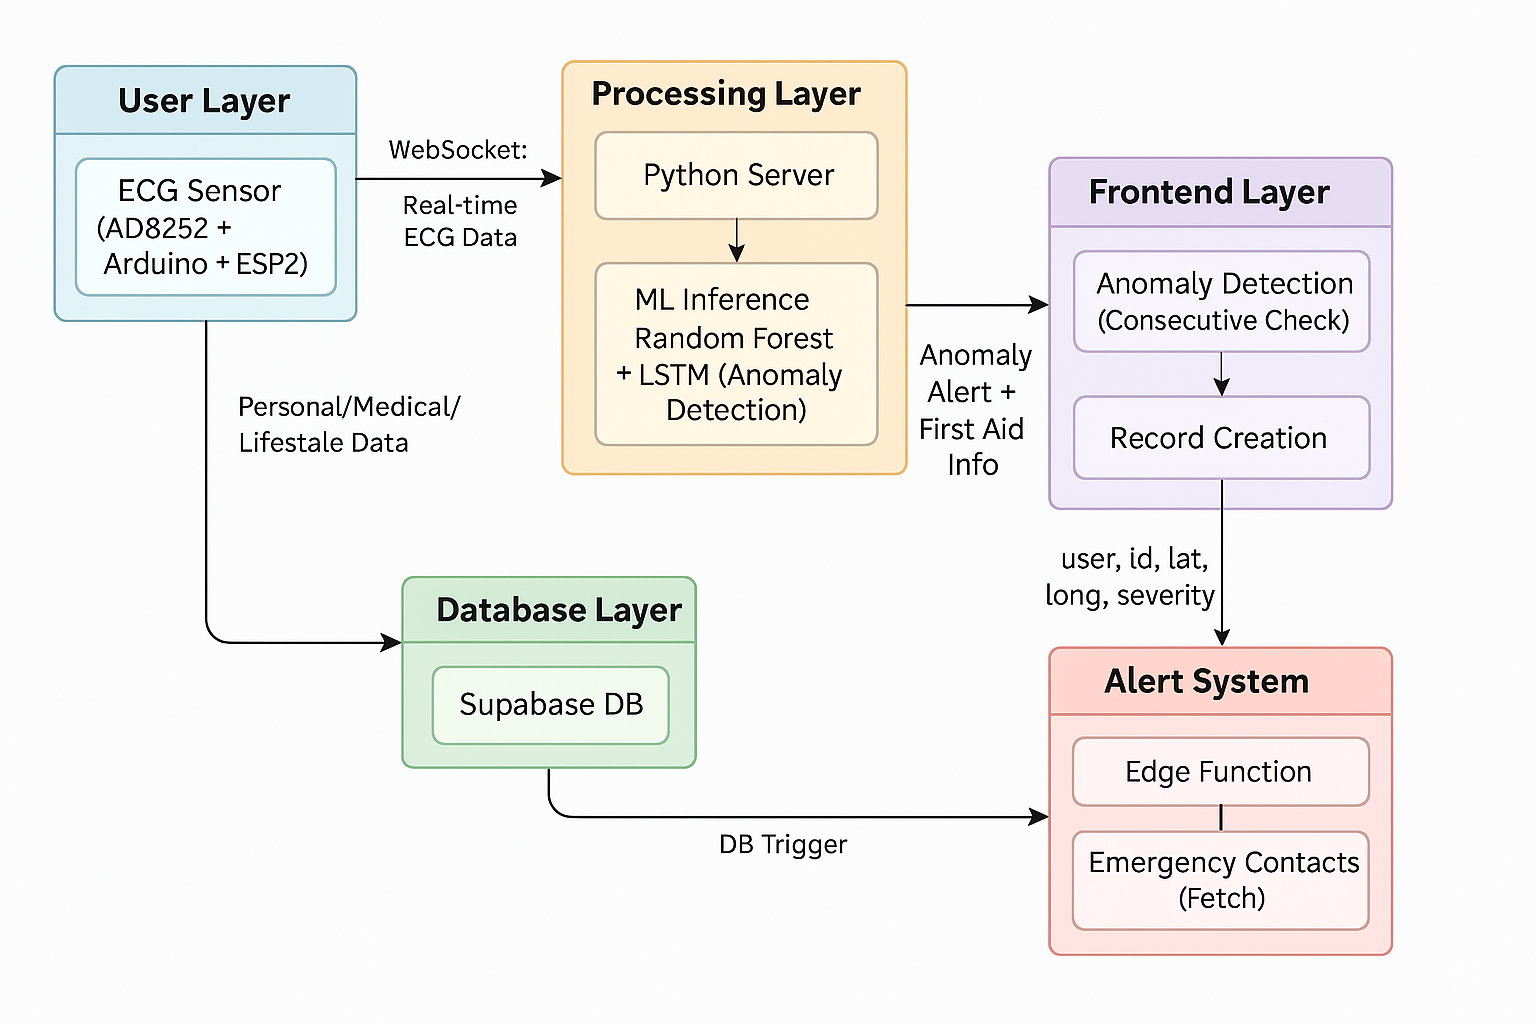 User Layer
ECG Sensor
(AD8252 +
Arduino + ESP2)
WebSocket:
Real-time
ECG Data
Processing Layer
Python Server
ML Inference
Random Forest
+ LSTM (Anomaly
Detection)
Anomaly
Alert +
First Aid
Info
Frontend Layer
Anomaly Detection
(Consecutive Check)
Record Creation
Personal/Medical/
Lifestale Data
user, id, lat,
long, severity
Database Layer
Supabase DB
DB Trigger
Alert System
Edge Function
Emergency Contacts
(Fetch)